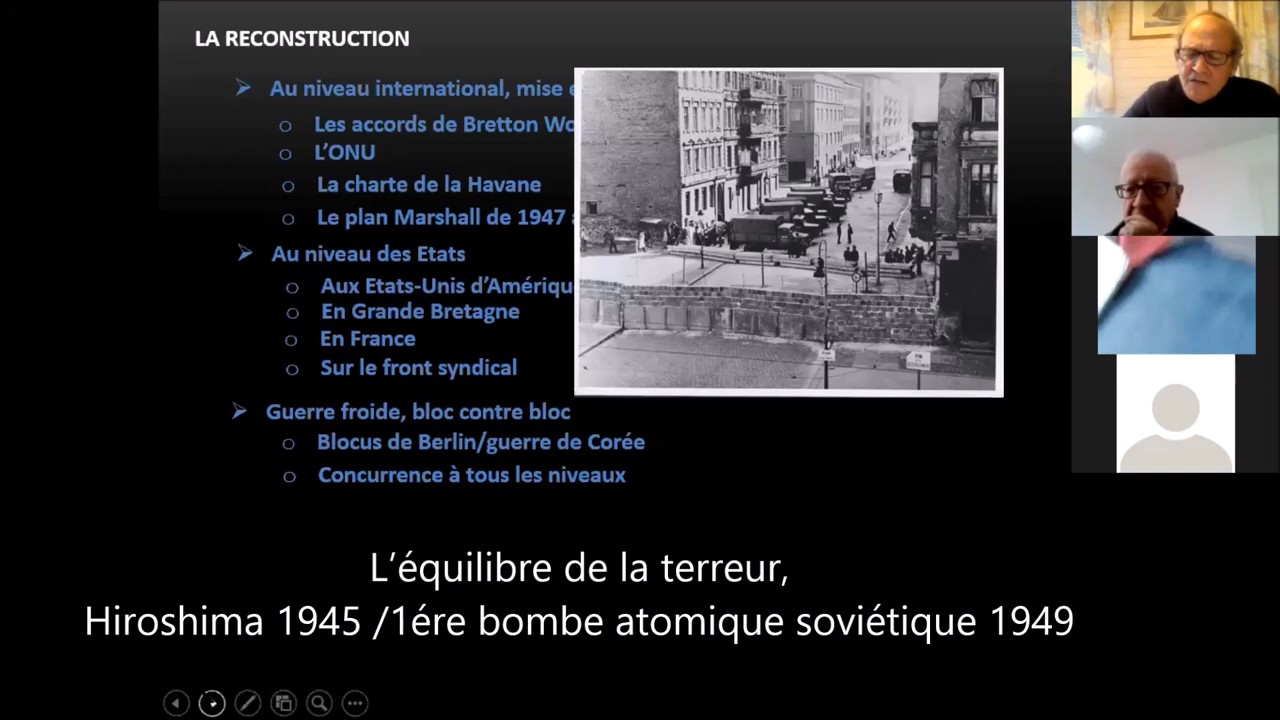 LA RECONSTRUCTION
Au niveau international, mise
Les accords de Bretton
L'ONU
La charte de la Havane
Le plan Marshall de 1947
Au niveau des Etats
Aux Etats-Unis
En Grande Bretagne
En France
Sur le front syndical
Guerre froide, bloc contre bloc
Blocus de Berlin/guerre de Corée
Concurrence à tous les niveaux
L'équilibre de la terreur,
Hiroshima 1945 /1ére bombe atomique soviétique 1949